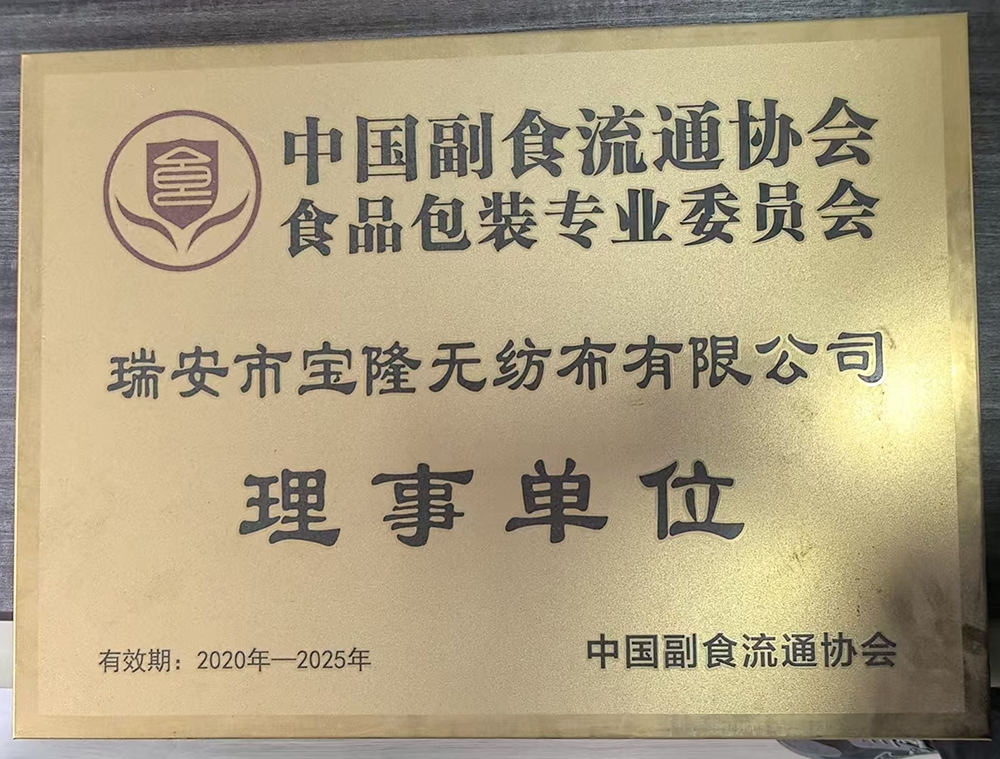 中国副食流通协会
食品包装专业委员会
瑞安市宝隆无纺布有限公司
理事单位
有效期：2020年—2025年
中国副食流通协会